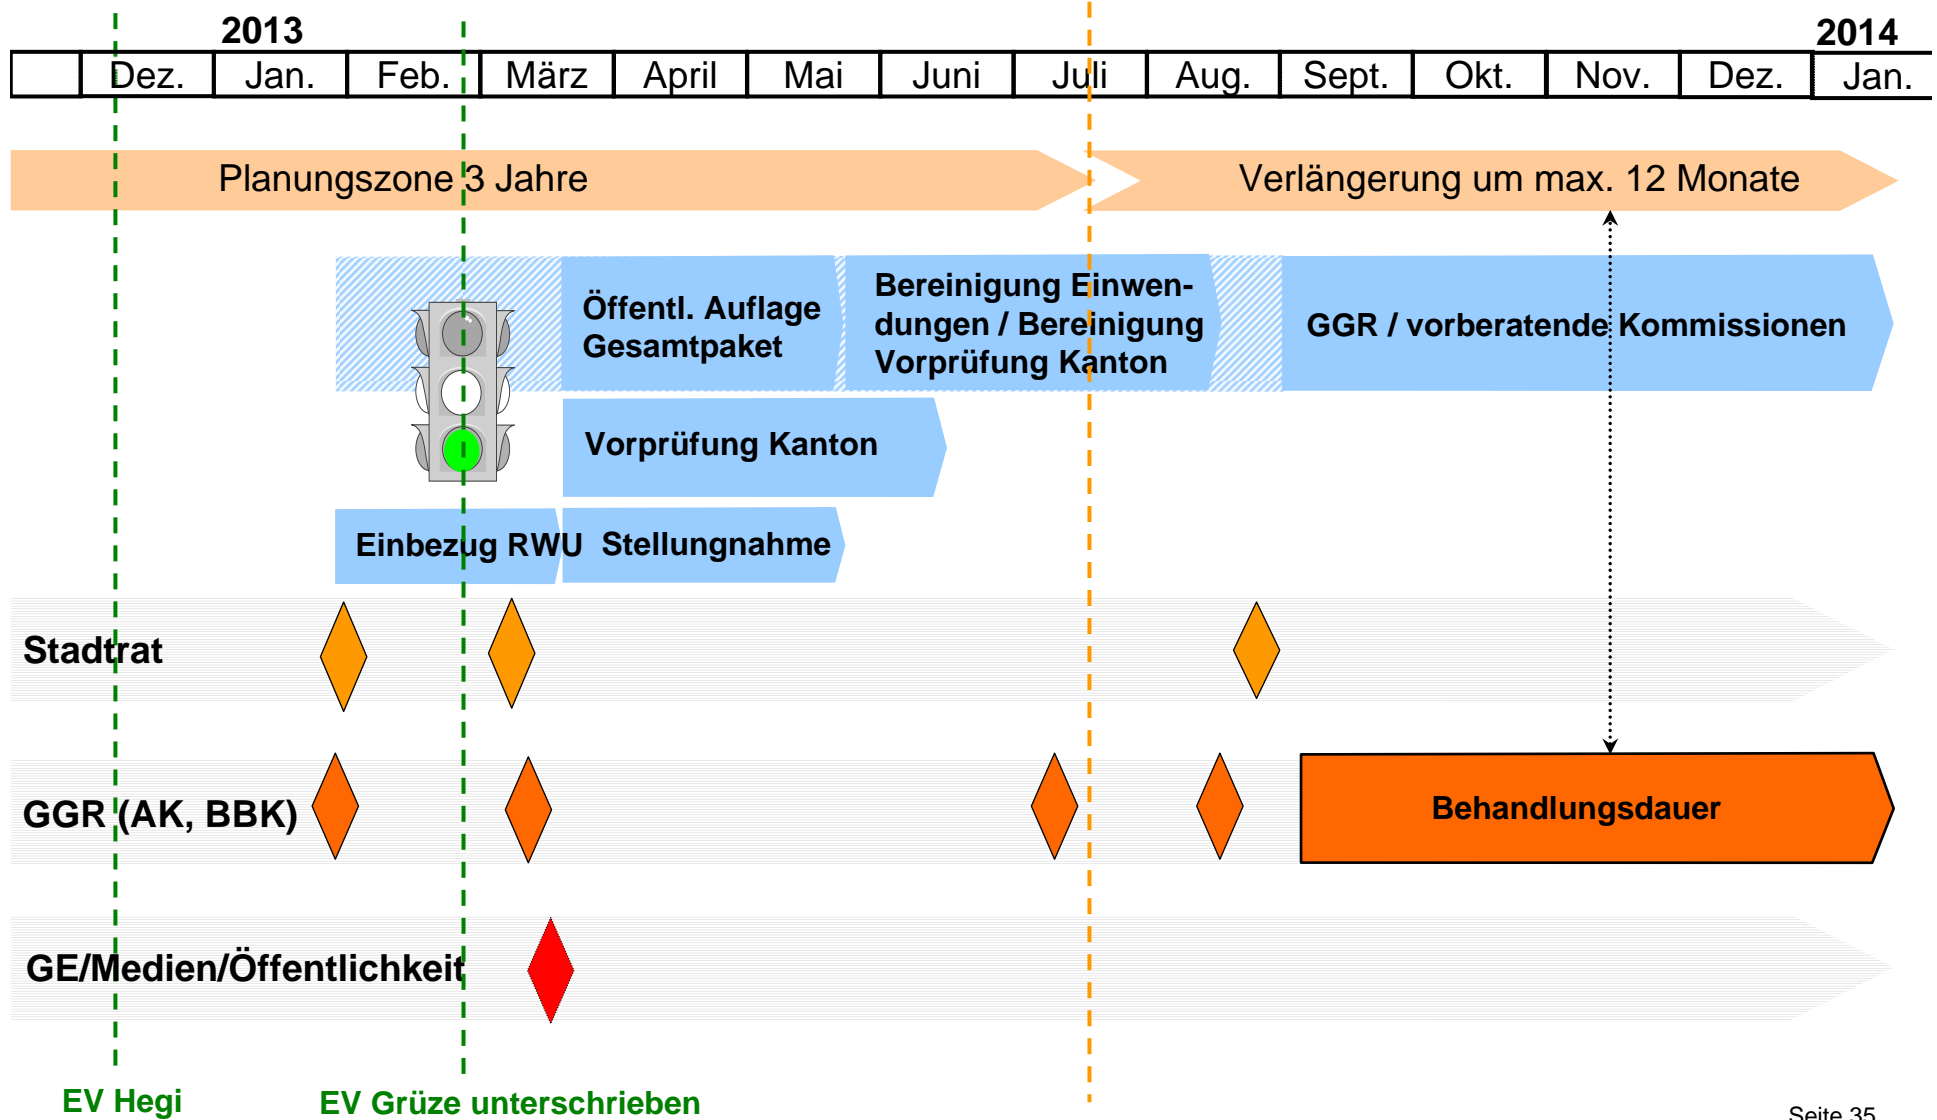 2013
2014
Dez. Jan. Feb. März April Mai Juni Juli Aug. Sept. Okt. Nov. Dez. Jan.
Planungszone 3 Jahre
Verlängerung um max. 12 Monate
Öffentl. Auflage
Gesamtpaket
Bereinigung Einwen-
dungen / Bereinigung
Vorprüfung Kanton
GGR / vorberatende Kommissionen
Vorprüfung Kanton
Einbezug RWU
Stellungnahme
Stadtrat
GGR (AK, BBK)
Behandlungsdauer
GE/Medien/Öffentlichkeit
EV Hegi
EV Grüze unterschrieben
Seite 35